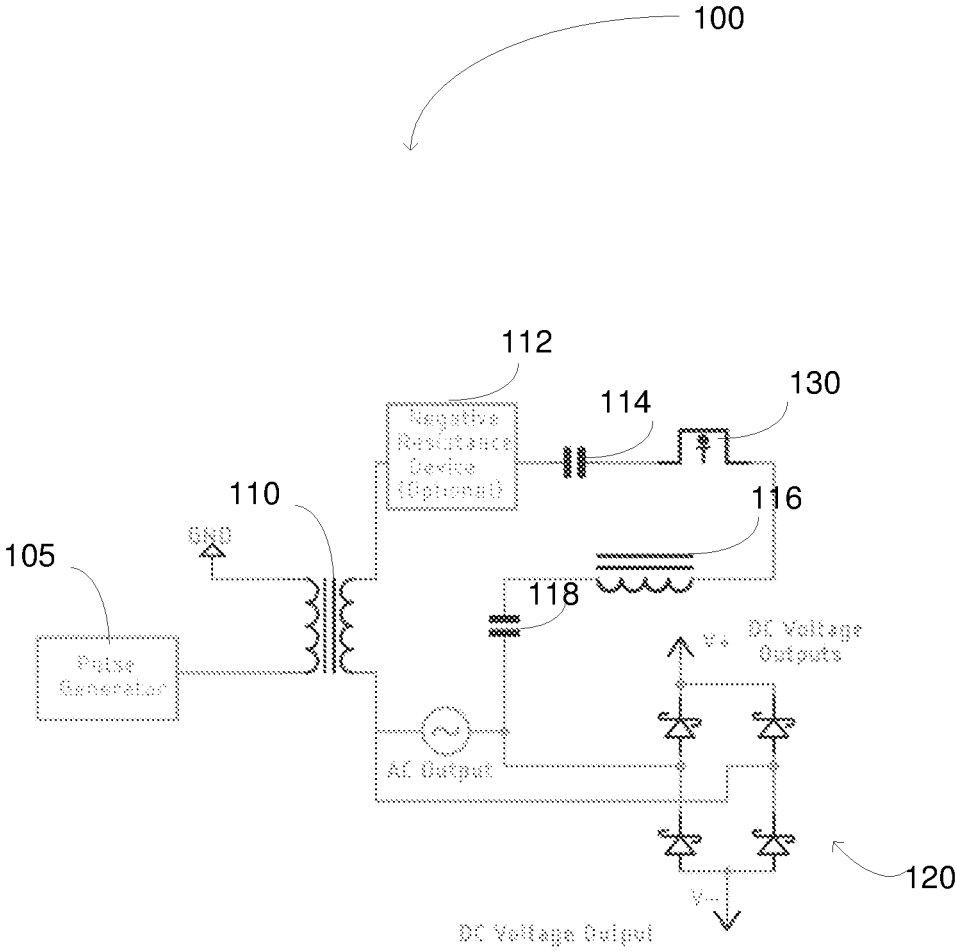 100
112
Negative
Resistance
Device
(Optional)
114
130
110
116
GND
105
118
Pulse
Generator
V+
DC Voltage
Outputs
AC Output
120
V-
DC Voltage Output